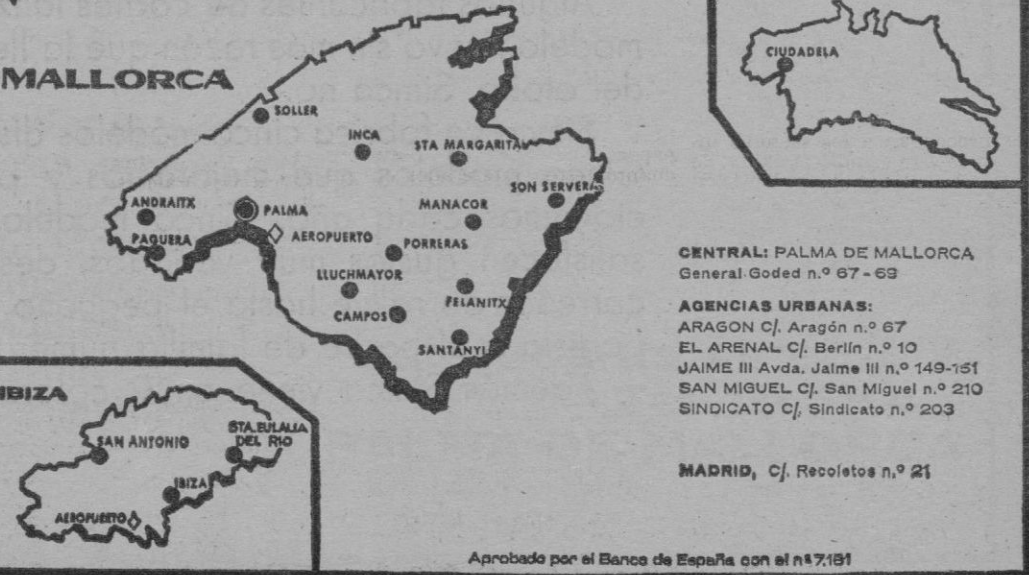 MALLORCA
SOLLER
INCA
STA MARGARITA
SON SERVERA
ANDRAITX
PALMA
MANACOR
PAGUERA
AEROPUERTO
PORRERAS
LLUCHMAYOR
FELANITX
CAMPOS
SANTANYI
CIUDADELA
IBIZA
SAN ANTONIO
STA. EULALIA
DEL RIO
IBIZA
AEROPUERTO
CENTRAL: PALMA DE MALLORCA
General Goded n.º 67 - 69
AGENCIAS URBANAS:
ARAGON C/. Aragón n.º 67
EL ARENAL C/. Berlín n.º 10
JAIME III Avda. Jaime III n.º 149-151
SAN MIGUEL C/. San Miguel n.º 210
SINDICATO C/. Sindicato n.º 203
MADRID, C/. Recoletos n.º 21
Aprobado por el Banco de España con el nº 7.161